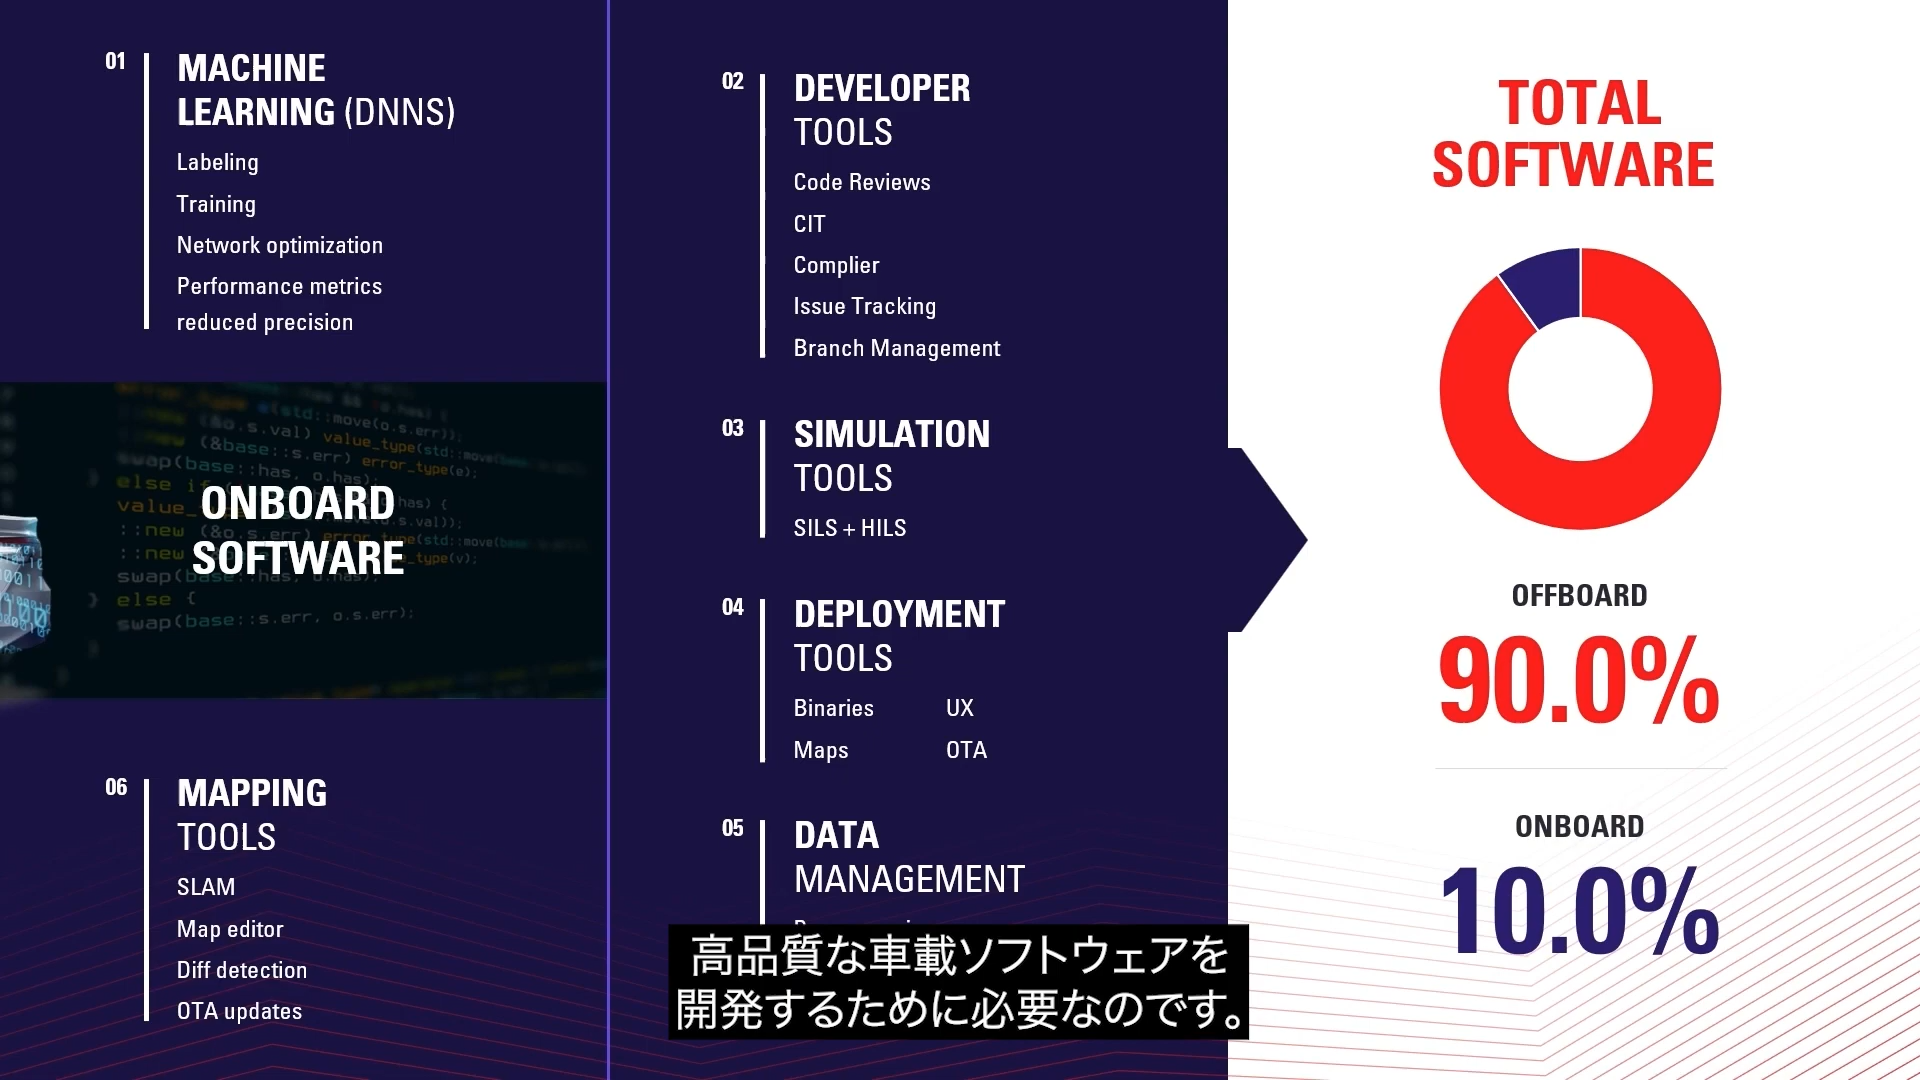 01
MACHINE
LEARNING (DNNS)
Labeling
Training
Network optimization
Performance metrics
reduced precision
ONBOARD
SOFTWARE
06
MAPPING
TOOLS
SLAM
Map editor
Diff detection
OTA updates
02
DEVELOPER
TOOLS
Code Reviews
CIT
Complier
Issue Tracking
Branch Management
03
SIMULATION
TOOLS
SILS + HILS
04
DEPLOYMENT
TOOLS
Binaries UX
Maps OTA
05
DATA
MANAGEMENT
高品質な車載ソフトウェアを
開発するために必要なのです。
TOTAL
SOFTWARE
OFFBOARD
90.0%
ONBOARD
10.0%